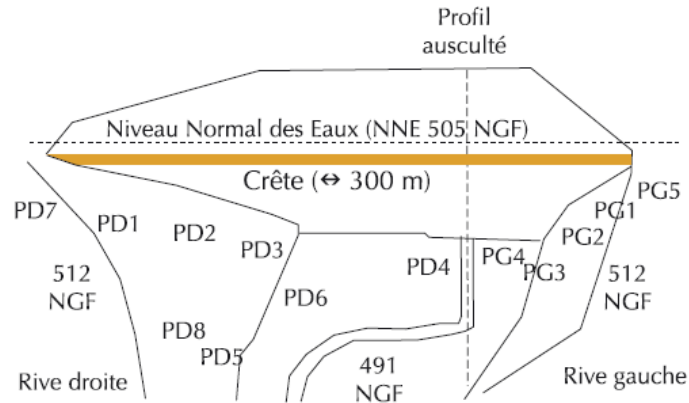 Profil
ausculté
Niveau Normal des Eaux (NNE 505 NGF)
Crête (↔ 300 m)
PD7
PD1
PD2
PD3
PD4
PG4
PG3
PG2
PG1
PG5
512
NGF
PD6
512
NGF
PD8
PD5
491
NGF
Rive droite
Rive gauche